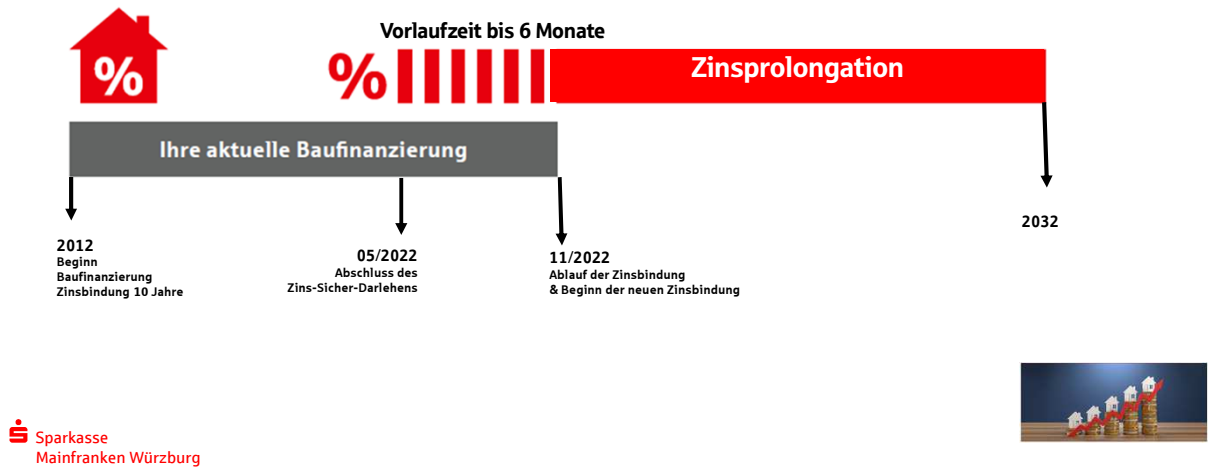 Vorlaufzeit bis 6 Monate
%
%
Zinsprolongation
Ihre aktuelle Baufinanzierung
2012
Beginn
Baufinanzierung
Zinsbindung 10 Jahre
05/2022
Abschluss des
Zins-Sicher-Darlehens
11/2022
Ablauf der Zinsbindung
& Beginn der neuen Zinsbindung
2032
Sparkasse
Mainfranken Würzburg